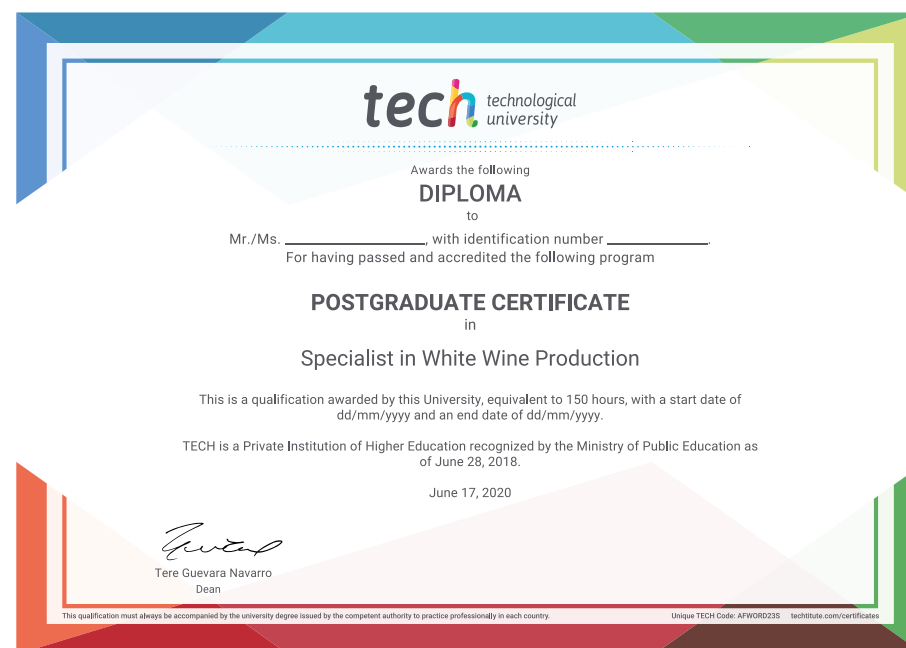 tech technological
university
Awards the following
DIPLOMA
to
Mr./Ms. ____________________, with identification number ______________.
For having passed and accredited the following program
POSTGRADUATE CERTIFICATE
in
Specialist in White Wine Production
This is a qualification awarded by this University, equivalent to 150 hours, with a start date of
dd/mm/yyyy and an end date of dd/mm/yyyy.
TECH is a Private Institution of Higher Education recognized by the Ministry of Public Education as
of June 28, 2018.
June 17, 2020
Tere Guevara Navarro
Dean
This qualification must always be accompanied by the university degree issued by the competent authority to practice professionally in each country. Unique TECH Code: AFWORD23S techtitute.com/certificates